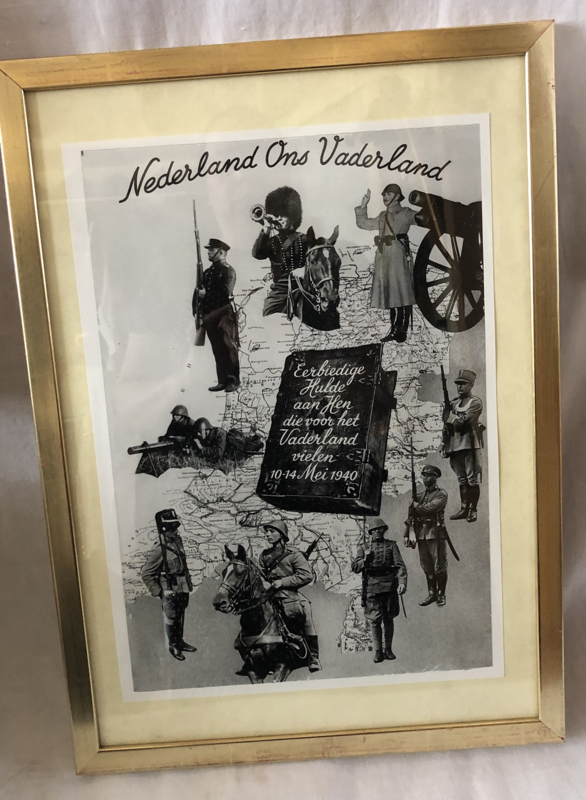 Nederland Ons Vaderland
Eerbiedige
Hulde
aan Hen
die voor het
Vaderland
vielen
10-14 Mei 1940